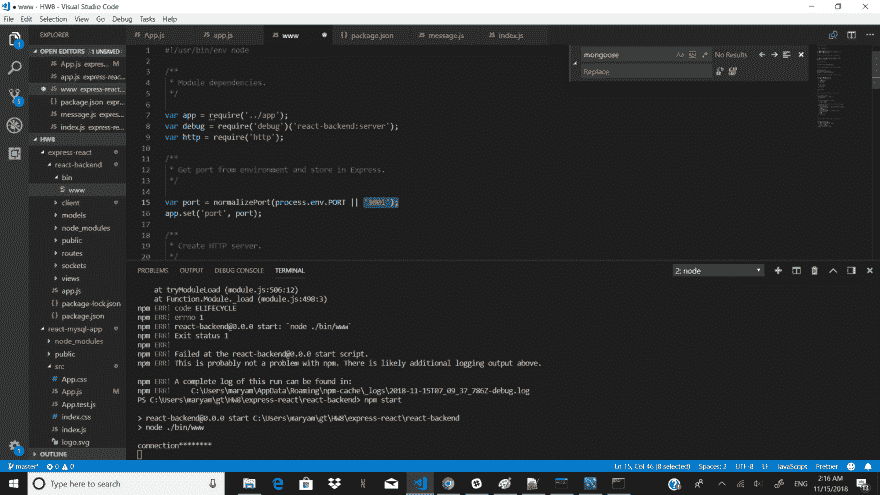 www - HW8 - Visual Studio Code
File Edit Selection View Go Debug Tasks Help
EXPLORER
App.js
app.js
www
package.json
message.js
index.js
OPEN EDITORS 1 UNSAVED
App.js expres... M
app.js express-reac...
www express-react...
package.json expr...
message.js express...
index.js express-re...
HW8
express-react
react-backend
bin
www
client
models
node_modules
public
routes
sockets
views
app.js
package-lock.json
package.json
react-mysql-app
node_modules
public
src
App.css
App.js M
App.test.js
index.css
index.js
logo.svg
OUTLINE
mongoose
Aa
No Results
Replace
1 #!/usr/bin/env node
2
3 /**
4 * Module dependencies.
5 */
6
7 var app = require('../app');
8 var debug = require('debug')('react-backend:server');
9 var http = require('http');
10
11 /**
12 * Get port from environment and store in Express.
13 */
14
15 var port = normalizePort(process.env.PORT || '3001');
16 app.set('port', port);
17
18 /**
19 * Create HTTP server.
20 */
PROBLEMS OUTPUT DEBUG CONSOLE TERMINAL
2: node
at tryModuleLoad (module.js:506:12)
at Function.Module._load (module.js:498:3)
npm ERR! code ELIFECYCLE
npm ERR! errno 1
npm ERR! react-backend@0.0.0 start: `node ./bin/www`
npm ERR! Exit status 1
npm ERR!
npm ERR! Failed at the react-backend@0.0.0 start script.
npm ERR! This is probably not a problem with npm. There is likely additional logging output above.
npm ERR! A complete log of this run can be found in:
npm ERR! C:\Users\maryam\AppData\Roaming\npm-cache\_logs\2018-11-15T07_09_37_786Z-debug.log
PS C:\Users\maryam\gt\HW8\express-react\react-backend> npm start
> react-backend@0.0.0 start C:\Users\maryam\gt\HW8\express-react\react-backend
> node ./bin/www
connection********
master* 0 0
Ln 15, Col 46 (8 selected) Spaces: 2 UTF-8 LF JavaScript Prettier
Type here to search
ENG
2:16 AM
11/15/2018